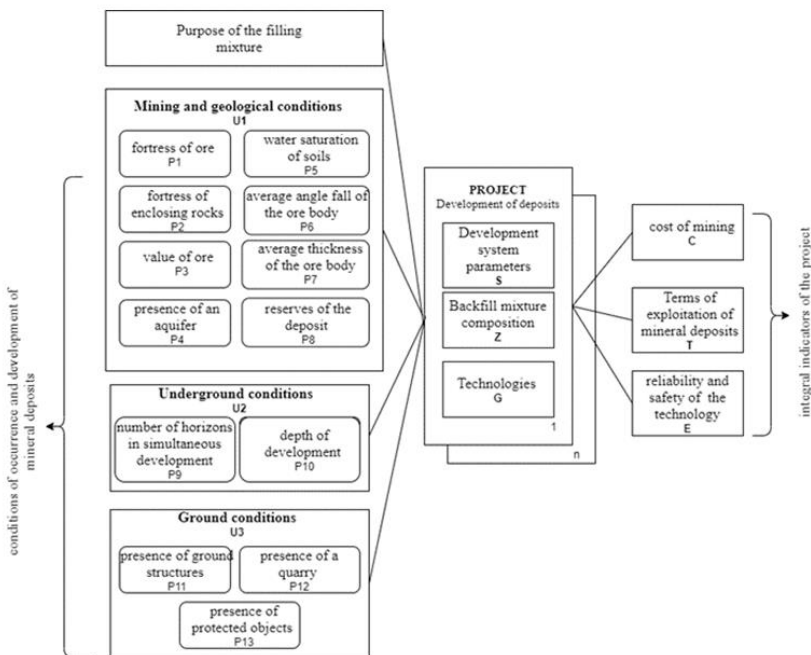 Purpose of the filling
mixture
Mining and geological conditions
U1
fortress of ore
P1
water saturation
of soils
P5
fortress of
enclosing rocks
P2
average angle fall of
the ore body
P6
value of ore
P3
average thickness
of the ore body
P7
presence of an
aquifer
P4
reserves of the
deposit
P8
Underground conditions
U2
number of horizons
in simultaneous
development
P9
depth of
development
P10
Ground conditions
U3
presence of ground
structures
P11
presence of a
quarry
P12
presence of
protected objects
P13
conditions of occurrence and development of
mineral deposits
PROJECT
Development of deposits
Development
system
parameters
S
Backfill mixture
composition
Z
Technologies
G
1
n
cost of mining
C
Terms of
exploitation of
mineral deposits
T
reliability and
safety of the
technology
E
integral indicators of the project